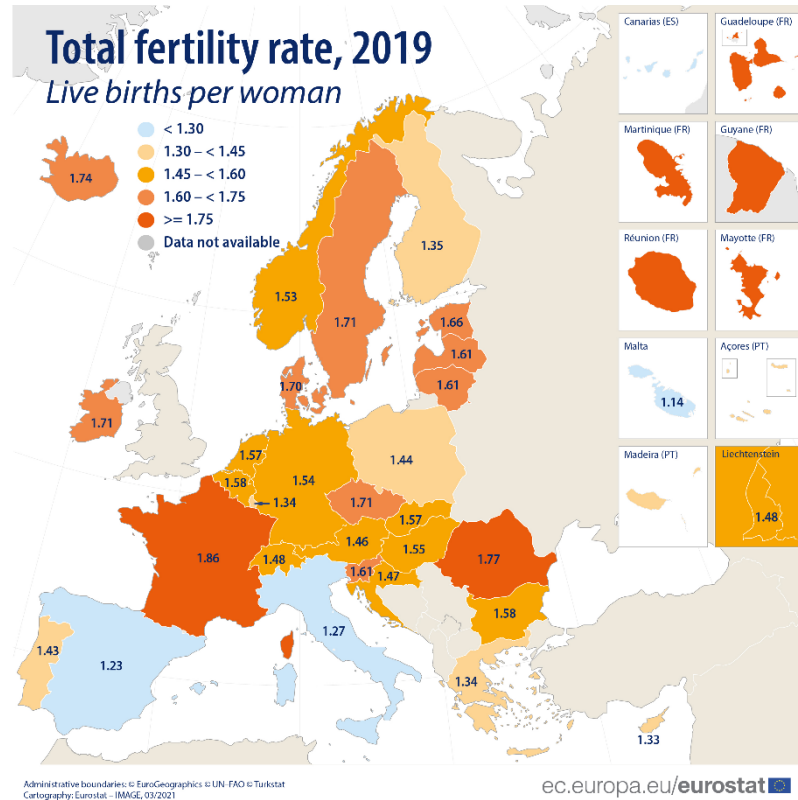 Total fertility rate, 2019
Live births per woman
< 1.30
1.30 – < 1.45
1.45 – < 1.60
1.60 – < 1.75
>= 1.75
Data not available
Canarias (ES)
Guadeloupe (FR)
Martinique (FR)
Guyane (FR)
Réunion (FR)
Mayotte (FR)
Malta
1.14
Açores (PT)
Madeira (PT)
Liechtenstein
1.48
1.74
1.35
1.53
1.71
1.66
1.61
1.61
1.70
1.71
1.57
1.58
1.54
1.34
1.44
1.71
1.57
1.46
1.55
1.86
1.48
1.61
1.47
1.77
1.58
1.27
1.43
1.23
1.34
1.33
Administrative boundaries: © EuroGeographics © UN–FAO © Turkstat
Cartography: Eurostat – IMAGE, 03/2021
ec.europa.eu/eurostat